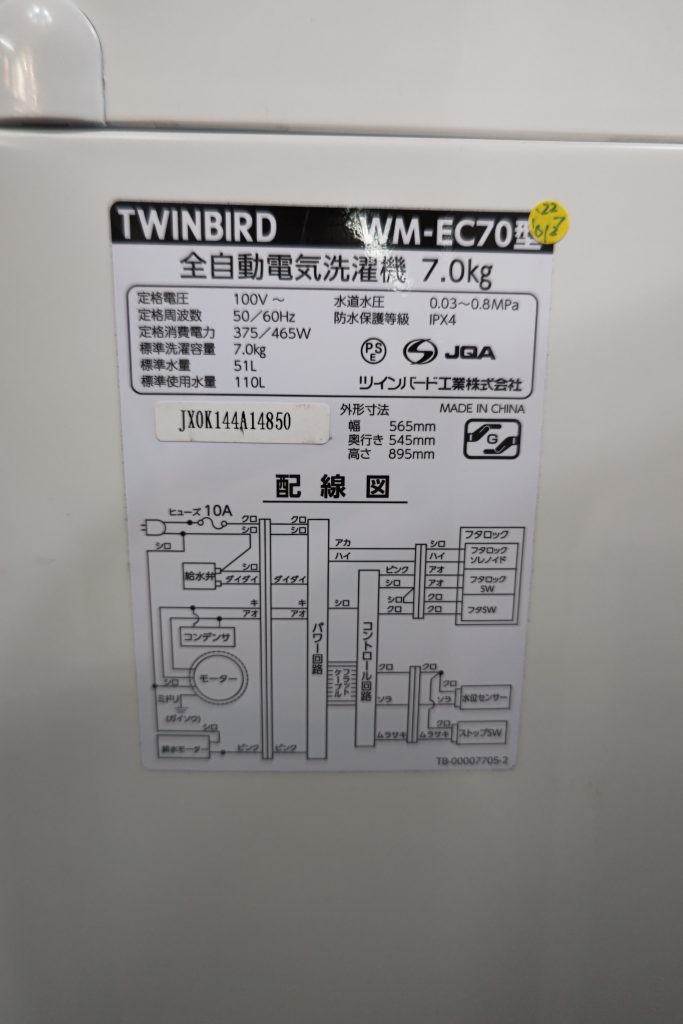 TWINBIRD WM-EC70型
全自動電気洗濯機 7.0kg
定格電圧 100V～ 水道水圧 0.03～0.8MPa
定格周波数 50/60Hz 防水保護等級 IPX4
定格消費電力 375/465W
標準洗濯容量 7.0kg
標準水量 51L
標準使用水量 110L
PSE JQA
ツインバード工業株式会社
JX0K144A14850
外形寸法 MADE IN CHINA
幅 565mm
奥行き 545mm
高さ 895mm
G
配線図
ヒューズ 10A
クロ クロ
シロ シロ
シロ
アカ シロ
ハイ ハイ
フタロック
フタロック
ソレノイド
給水弁
シロ
ダイダイ ダイダイ
ピンク アオ
シロ アオ
フタロック
SW
キ キ シロ
シロ クロ
クロ クロ
フタSW
アオ アオ
コンデンサ
パワー回路
コントロール回路
モーター
シロ
ミドリ
(ガイソウ)
フラット
ケーブル
クロ クロ
クロ
ソラ ソラ
水位センサー
クロ
ムラサキ ムラサキ
ストップSW
シロ
排水モーター
ピンク ピンク
TB-00007705-2